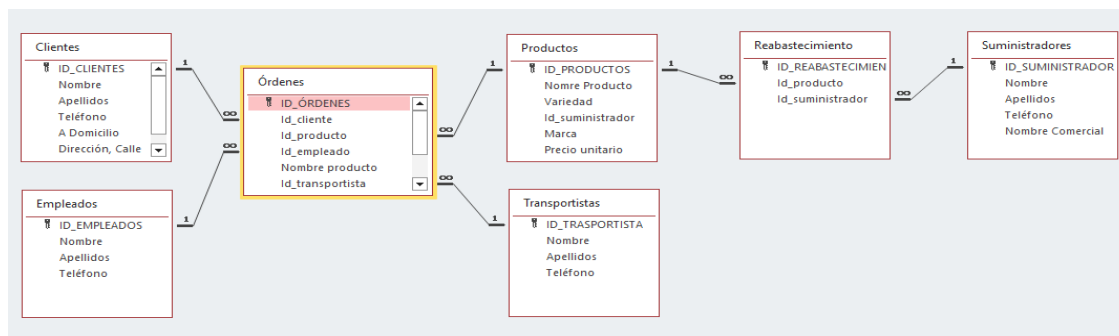 Clientes
ID_CLIENTES
Nombre
Apellidos
Teléfono
A Domicilio
Dirección, Calle
1
∞
Órdenes
ID_ÓRDENES
Id_cliente
Id_producto
Id_empleado
Nombre producto
Id_transportista
∞
1
∞
∞
1
Productos
ID_PRODUCTOS
Nomre Producto
Variedad
Id_suministrador
Marca
Precio unitario
1
∞
Reabastecimiento
ID_REABASTECIMIEN
Id_producto
Id_suministrador
∞
1
Suministradores
ID_SUMINISTRADOR
Nombre
Apellidos
Teléfono
Nombre Comercial
Empleados
ID_EMPLEADOS
Nombre
Apellidos
Teléfono
1
Transportistas
ID_TRASPORTISTA
Nombre
Apellidos
Teléfono